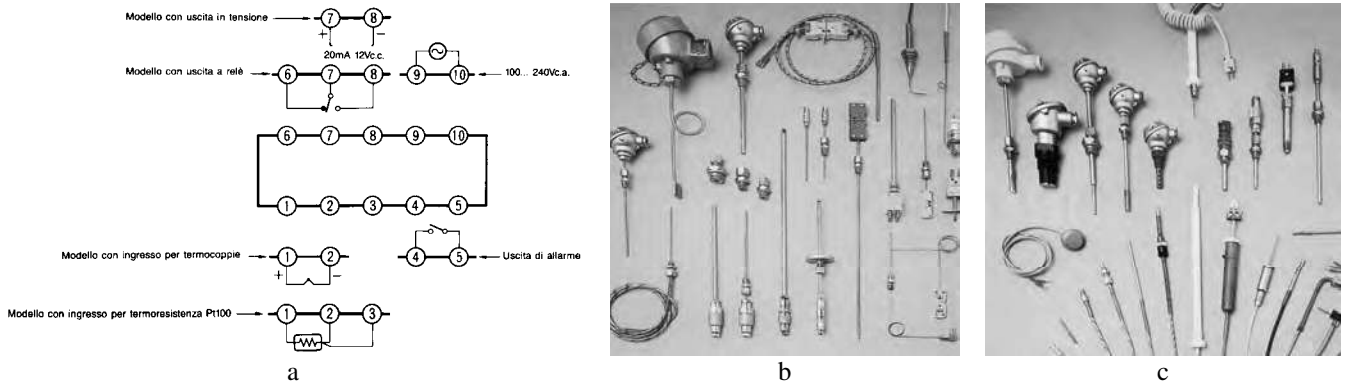 Modello con uscita in tensione
7 8
+ −
20mA 12Vc.c.
Modello con uscita a relè
6 7 8 9 10
100... 240Vc.a.
6 7 8 9 10
1 2 3 4 5
Modello con ingresso per termocoppie
1 2
+ −
4 5
Uscita di allarme
Modello con ingresso per termoresistenza Pt100
1 2 3
a b c